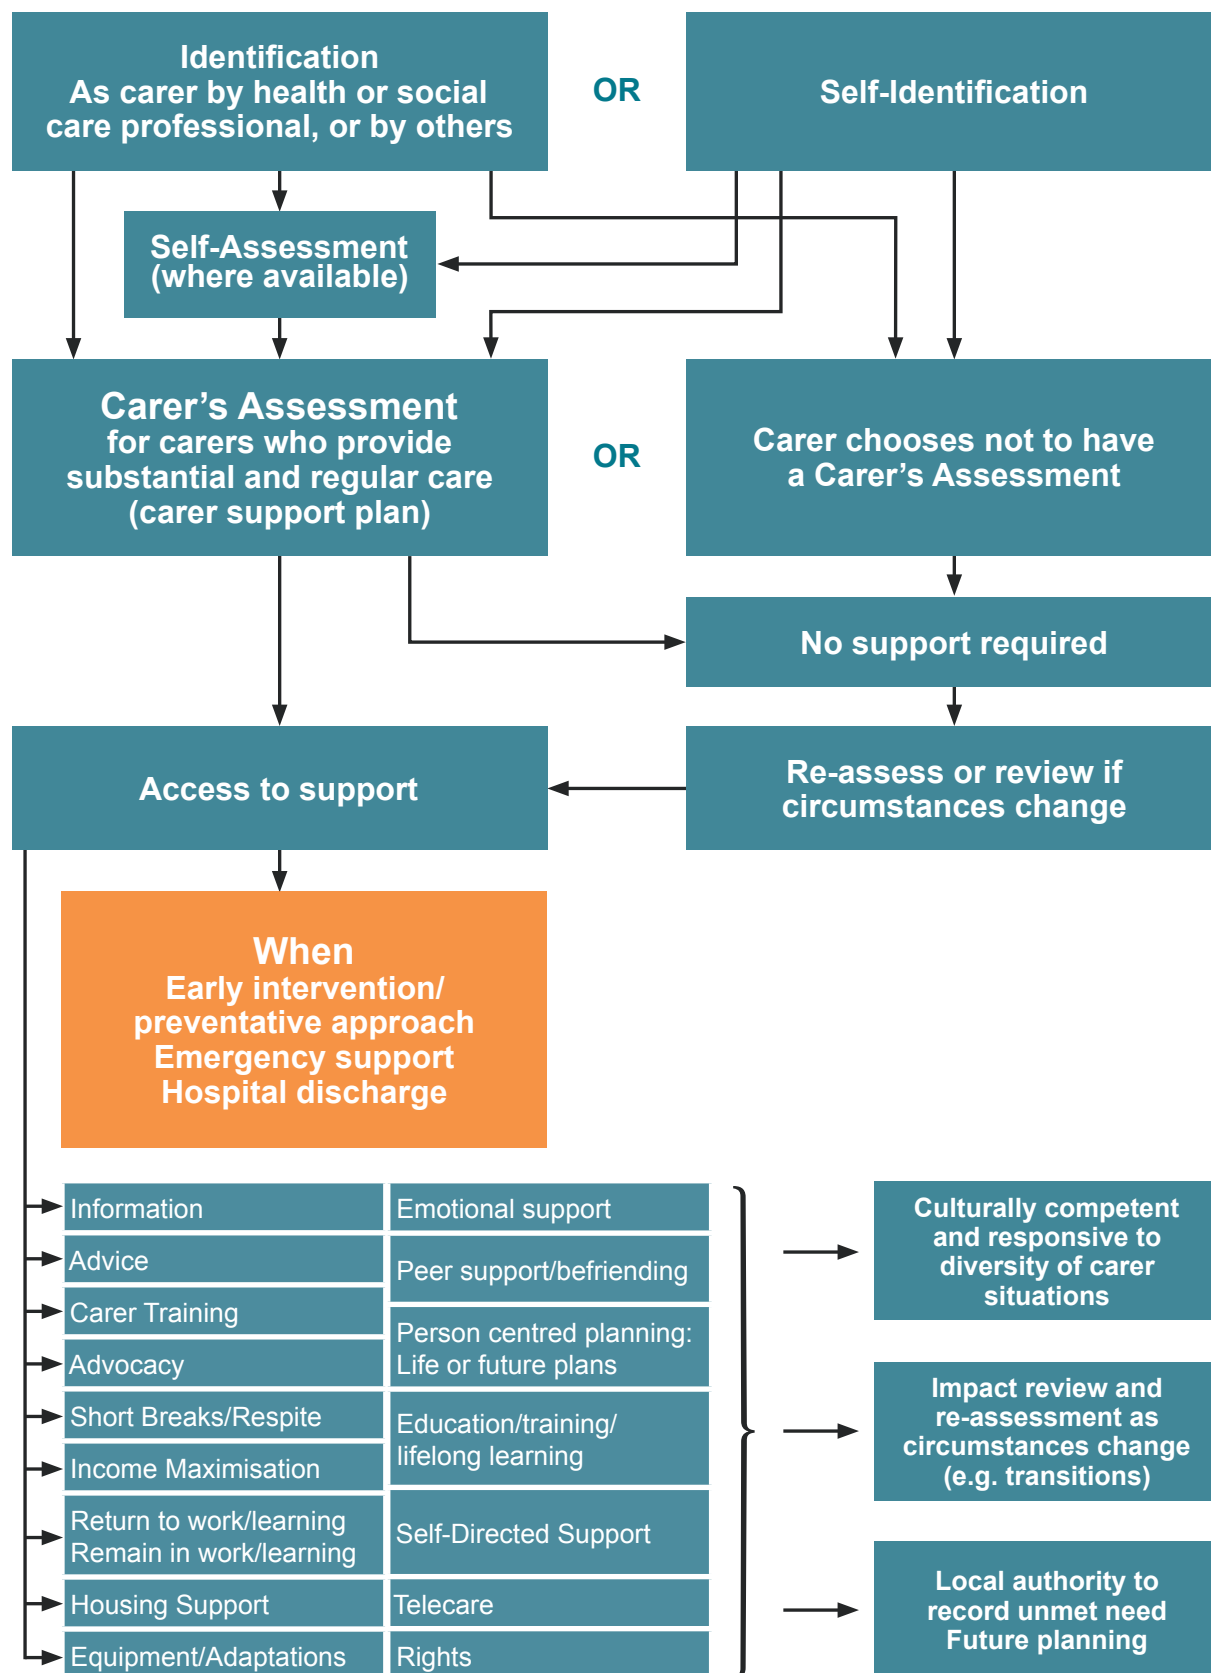 Identification
As carer by health or social
care professional, or by others
OR
Self-Identification
Self-Assessment
(where available)
Carer’s Assessment
for carers who provide
substantial and regular care
(carer support plan)
OR
Carer chooses not to have
a Carer’s Assessment
No support required
Access to support
Re-assess or review if
circumstances change
When
Early intervention/
preventative approach
Emergency support
Hospital discharge
Information
Advice
Carer Training
Advocacy
Short Breaks/Respite
Income Maximisation
Return to work/learning
Remain in work/learning
Housing Support
Equipment/Adaptations
Emotional support
Peer support/befriending
Person centred planning:
Life or future plans
Education/training/
lifelong learning
Self-Directed Support
Telecare
Rights
Culturally competent
and responsive to
diversity of carer
situations
Impact review and
re-assessment as
circumstances change
(e.g. transitions)
Local authority to
record unmet need
Future planning